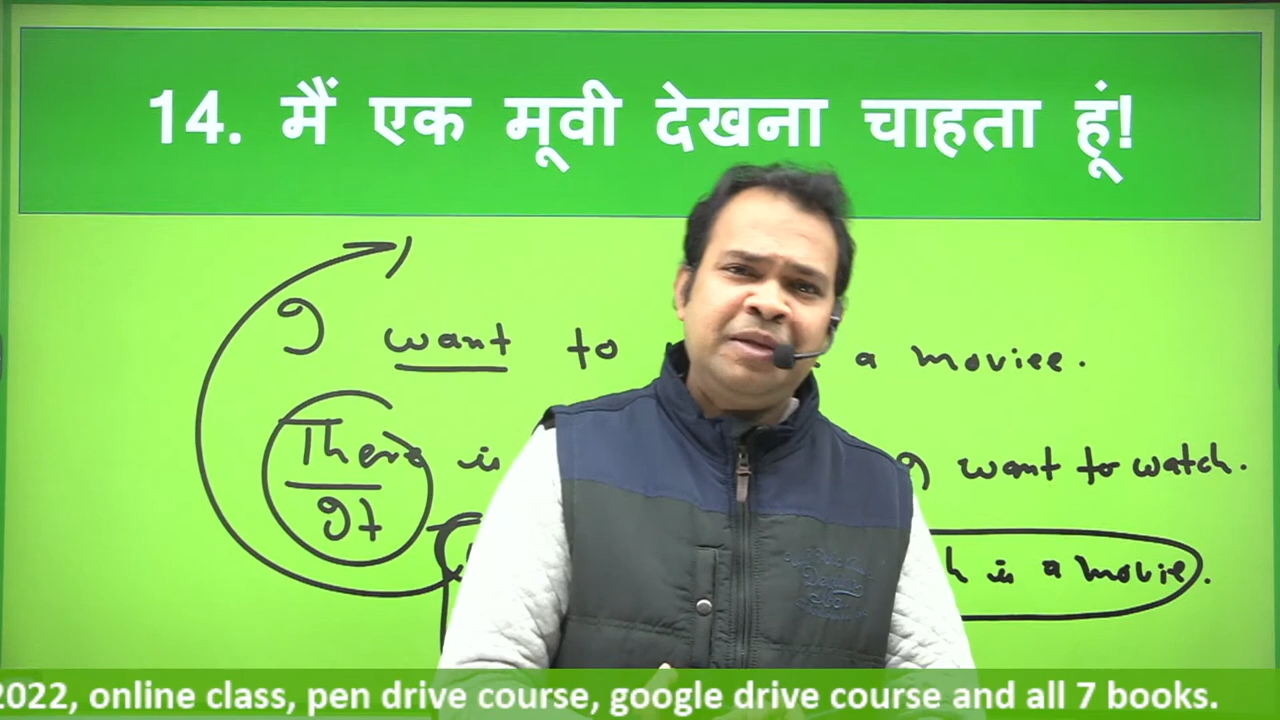 14. मैं एक मूवी देखना चाहता हूं!
I want to a moviee.
There is I want to watch.
It
is a movie.
2022, online class, pen drive course, google drive course and all 7 books.